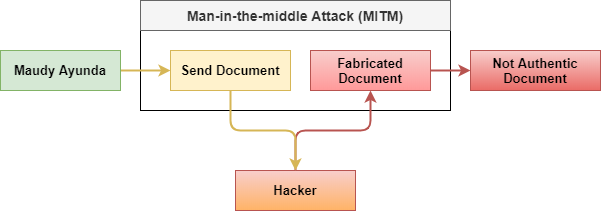 Man-in-the-middle Attack (MITM)
Maudy Ayunda
Send Document
Fabricated
Document
Not Authentic
Document
Hacker